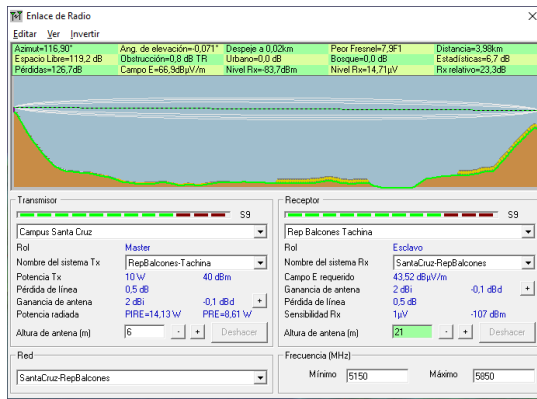 Enlace de Radio
Editar Ver Invertir
Azimut=116,90° Ang. de elevación=-0,071° Despeje a 0,02km Peor Fresnel=7,9F1 Distancia=3,98km
Espacio Libre=119,2 dB Obstrucción=0,8 dB TR Urbano=0,0 dB Bosque=0,0 dB Estadísticas=6,7 dB
Pérdidas=126,7dB Campo E=66,9dBµV/m Nivel Rx=-83,7dBm Nivel Rx=14,71µV Rx relativo=23,3dB
Transmisor
S9
Campus Santa Cruz
Rol Master
Nombre del sistema Tx RepBalcones-Tachina
Potencia Tx 10 W 40 dBm
Pérdida de línea 0,5 dB
Ganancia de antena 2 dBi -0,1 dBd +
Potencia radiada PIRE=14,13 W PRE=8,61 W
Altura de antena (m) 6 - + Deshacer
Receptor
S9
Rep Balcones Tachina
Rol Esclavo
Nombre del sistema Rx SantaCruz-RepBalcones
Campo E requerido 43,52 dBµV/m
Ganancia de antena 2 dBi -0,1 dBd +
Pérdida de línea 0,5 dB
Sensibilidad Rx 1µV -107 dBm
Altura de antena (m) 21 - + Deshacer
Red
SantaCruz-RepBalcones
Frecuencia (MHz)
Mínimo 5150 Máximo 5850